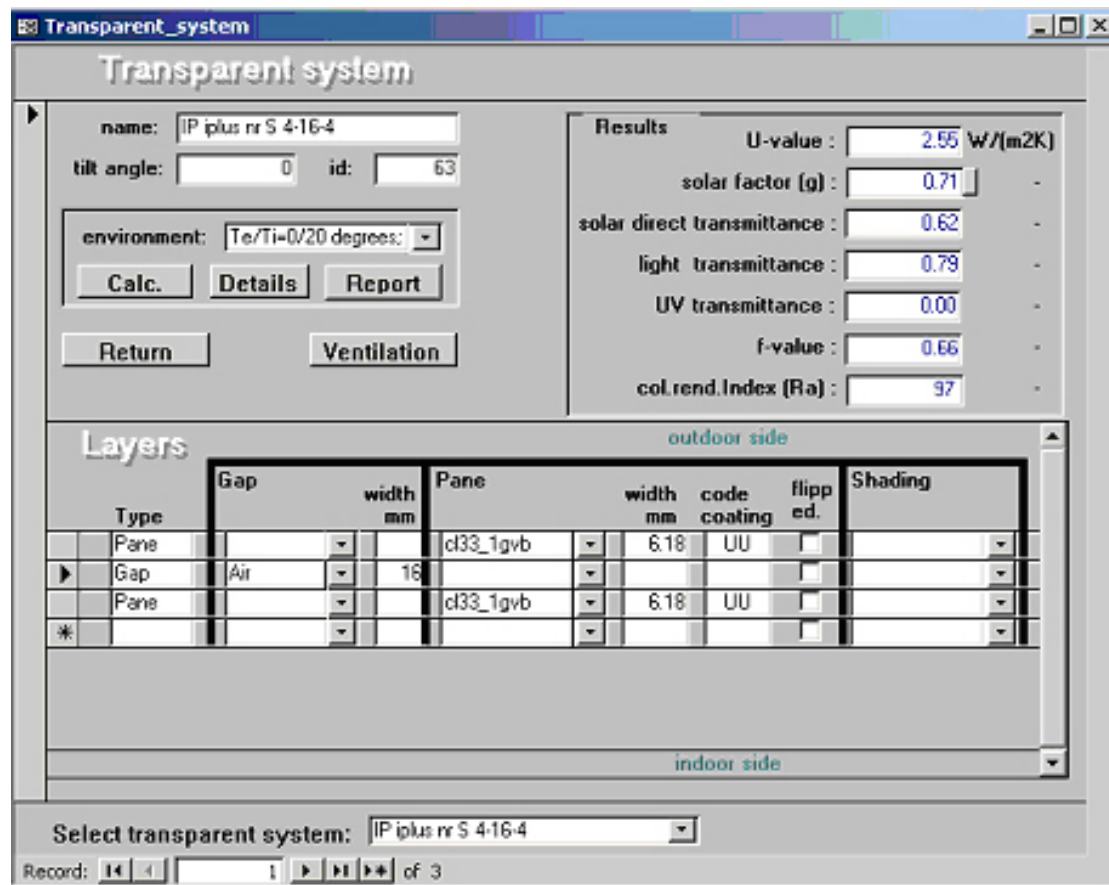 Transparent_system
Transparent system
name: IP iplus nr S 4-16-4
tilt angle: 0 id: 63
environment: Te/Ti=0/20 degrees;
Calc. Details Report
Return Ventilation
Results
U-value : 2.55 W/(m2K)
solar factor (g) : 0.71 -
solar direct transmittance : 0.62 -
light transmittance : 0.79 -
UV transmittance : 0.00 -
f-value : 0.66 -
col.rend.Index (Ra) : 97 -
Layers
outdoor side
Gap Pane Shading
Type width mm width mm code coating flipp ed.
Pane cl33_1gvb 6.18 UU
Gap Air 16
Pane cl33_1gvb 6.18 UU
indoor side
Select transparent system: IP iplus nr S 4-16-4
Record: 1 of 3